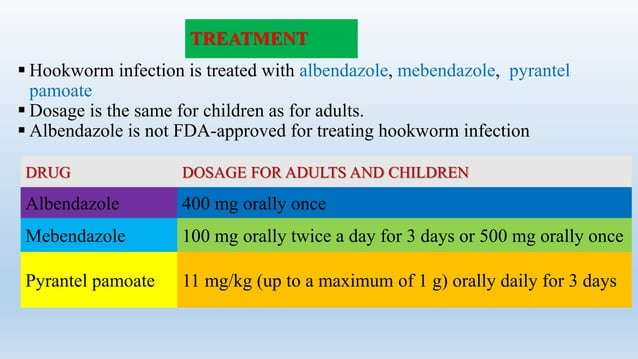 TREATMENT
▪ Hookworm infection is treated with albendazole, mebendazole, pyrantel
pamoate
▪ Dosage is the same for children as for adults.
▪ Albendazole is not FDA-approved for treating hookworm infection
DRUG DOSAGE FOR ADULTS AND CHILDREN
Albendazole 400 mg orally once
Mebendazole 100 mg orally twice a day for 3 days or 500 mg orally once
Pyrantel pamoate 11 mg/kg (up to a maximum of 1 g) orally daily for 3 days